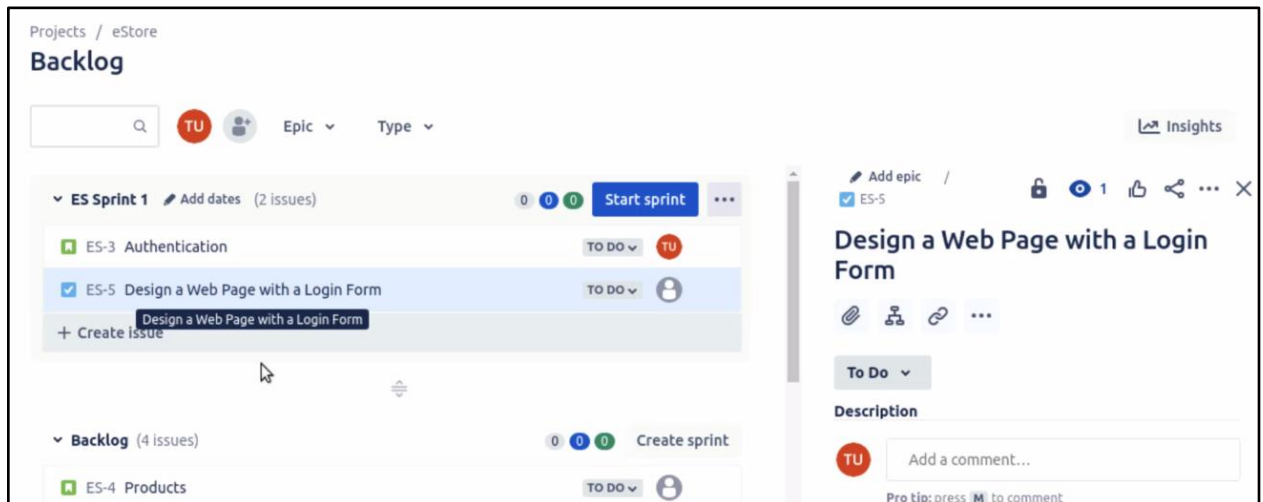 Projects / eStore
Backlog
TU Epic Type Insights
ES Sprint 1 Add dates (2 issues) 0 0 0 Start sprint ...
ES-3 Authentication TO DO TU
ES-5 Design a Web Page with a Login Form TO DO
Design a Web Page with a Login Form
+ Create issue
Backlog (4 issues) 0 0 0 Create sprint
ES-4 Products TO DO
Add epic /
ES-5
1
Design a Web Page with a Login
Form
To Do
Description
TU Add a comment...
Pro tip: press M to comment